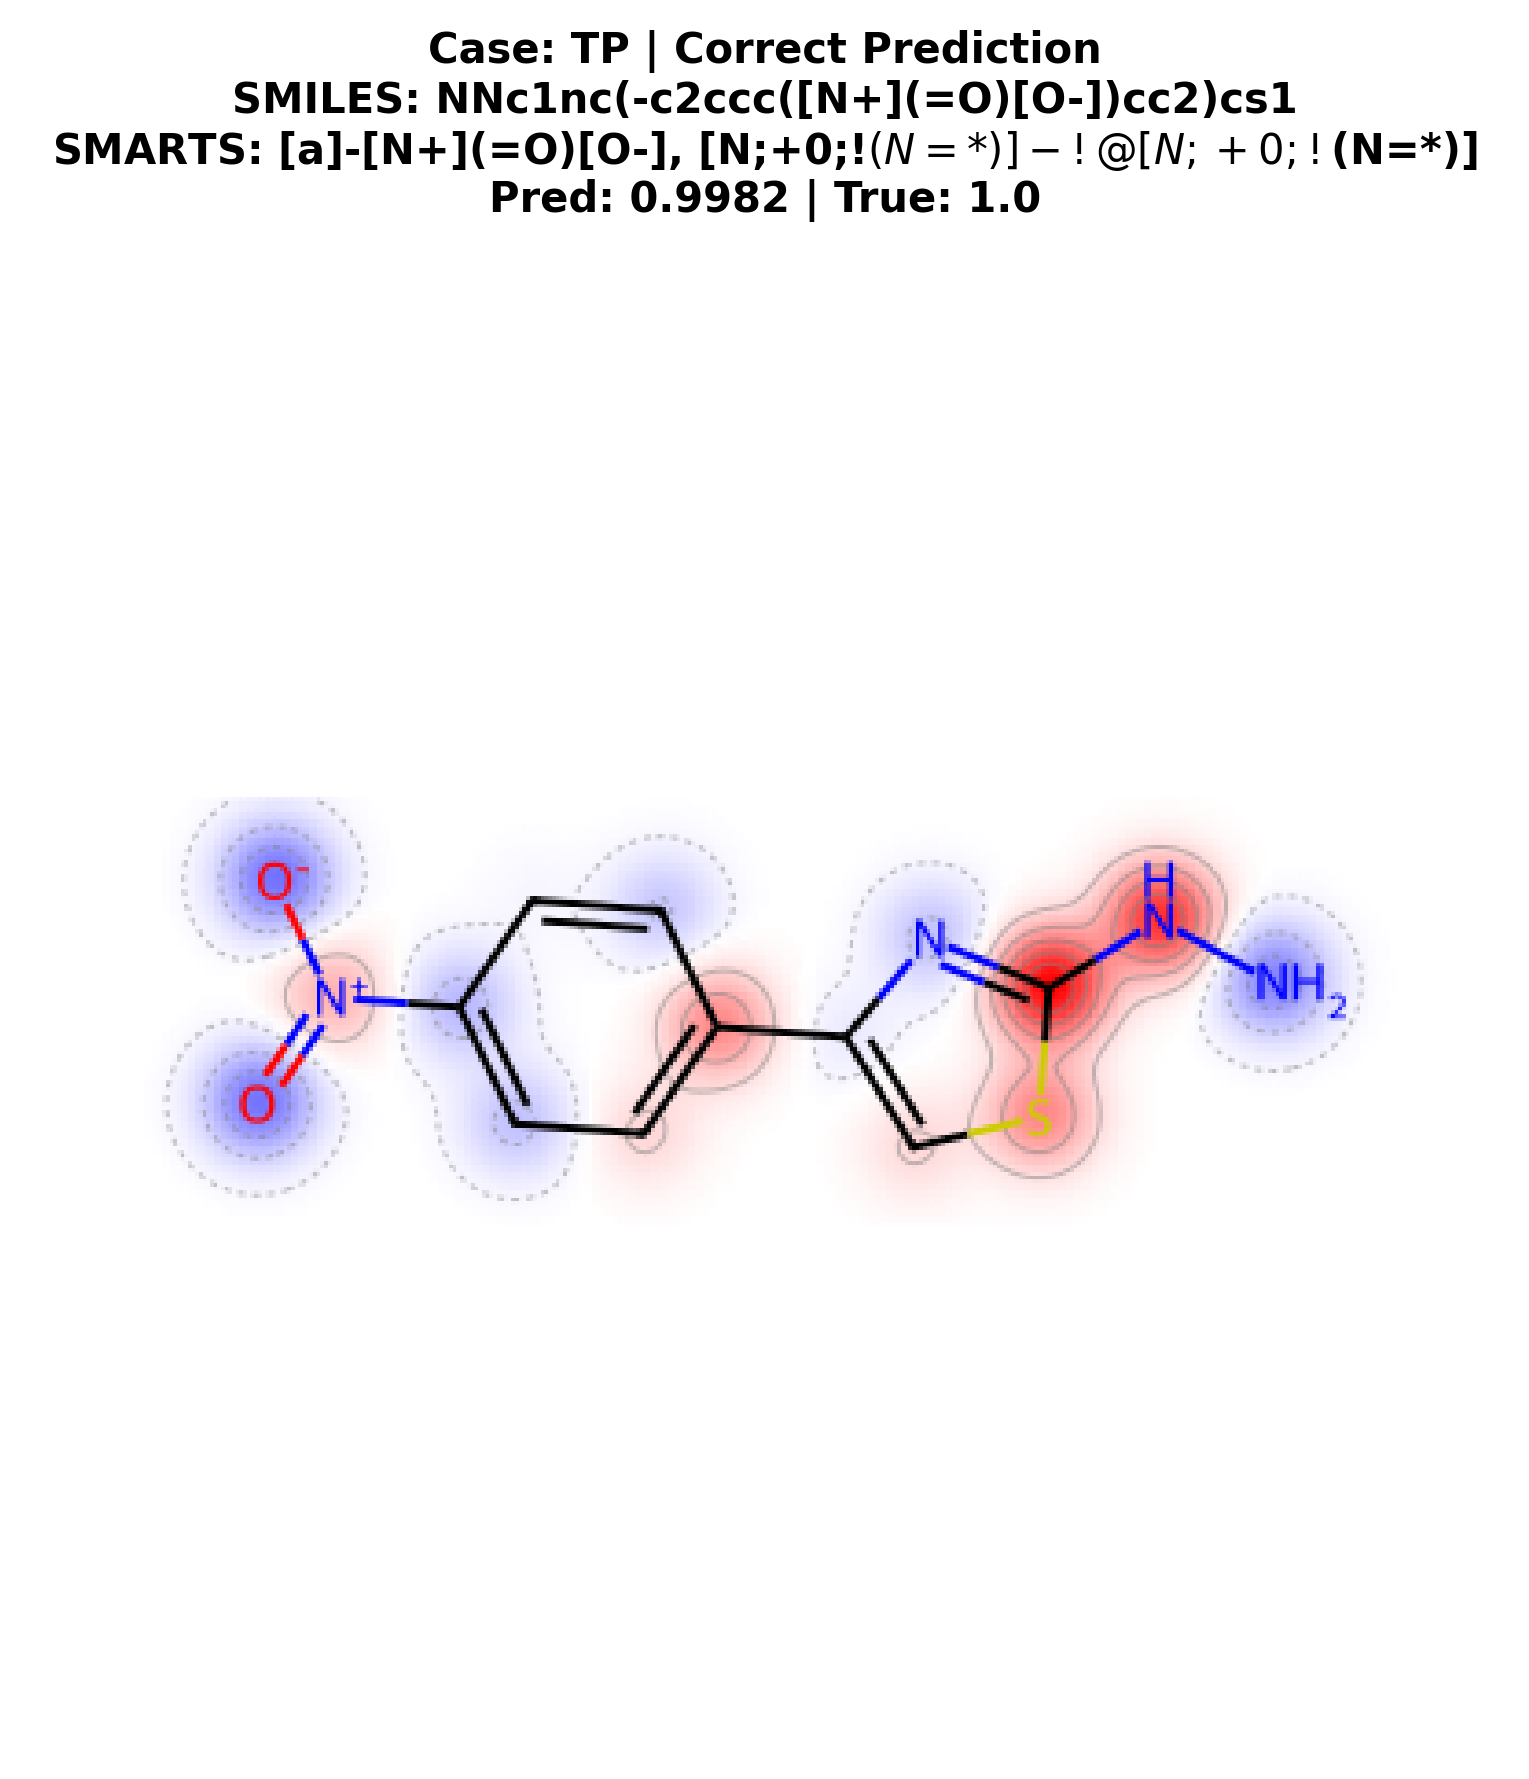 Case: TP | Correct Prediction
SMILES: NNc1nc(-c2ccc([N+](=O)[O-])cc2)cs1
SMARTS: [a]-[N+](=O)[O-], [N;+0;!(N = *)] − ! @[N; +0; ! (N=*)]
Pred: 0.9982 | True: 1.0
O⁻
H
N
N
N⁺
NH₂
O
S